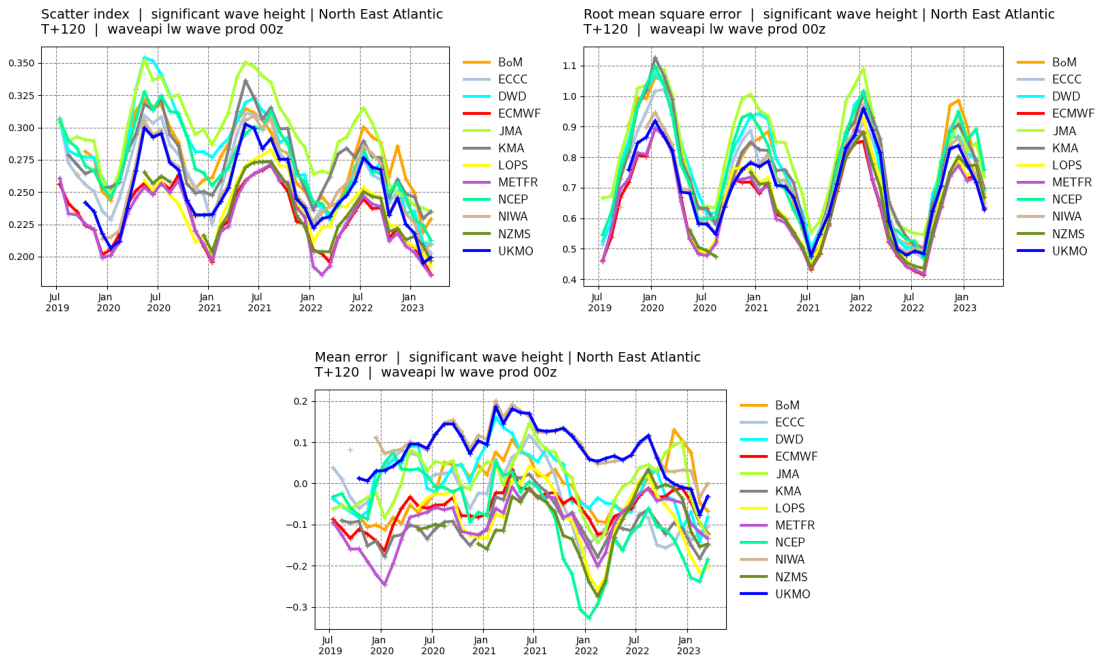 Scatter index | significant wave height | North East Atlantic
T+120 | waveapi lw wave prod 00z
0.350
0.325
0.300
0.275
0.250
0.225
0.200
Jul 2019
Jan 2020
Jul 2020
Jan 2021
Jul 2021
Jan 2022
Jul 2022
Jan 2023
BoM
ECCC
DWD
ECMWF
JMA
KMA
LOPS
METFR
NCEP
NIWA
NZMS
UKMO
Root mean square error | significant wave height | North East Atlantic
T+120 | waveapi lw wave prod 00z
1.1
1.0
0.9
0.8
0.7
0.6
0.5
0.4
Jul 2019
Jan 2020
Jul 2020
Jan 2021
Jul 2021
Jan 2022
Jul 2022
Jan 2023
BoM
ECCC
DWD
ECMWF
JMA
KMA
LOPS
METFR
NCEP
NIWA
NZMS
UKMO
Mean error | significant wave height | North East Atlantic
T+120 | waveapi lw wave prod 00z
0.2
0.1
0.0
−0.1
−0.2
−0.3
Jul 2019
Jan 2020
Jul 2020
Jan 2021
Jul 2021
Jan 2022
Jul 2022
Jan 2023
BoM
ECCC
DWD
ECMWF
JMA
KMA
LOPS
METFR
NCEP
NIWA
NZMS
UKMO